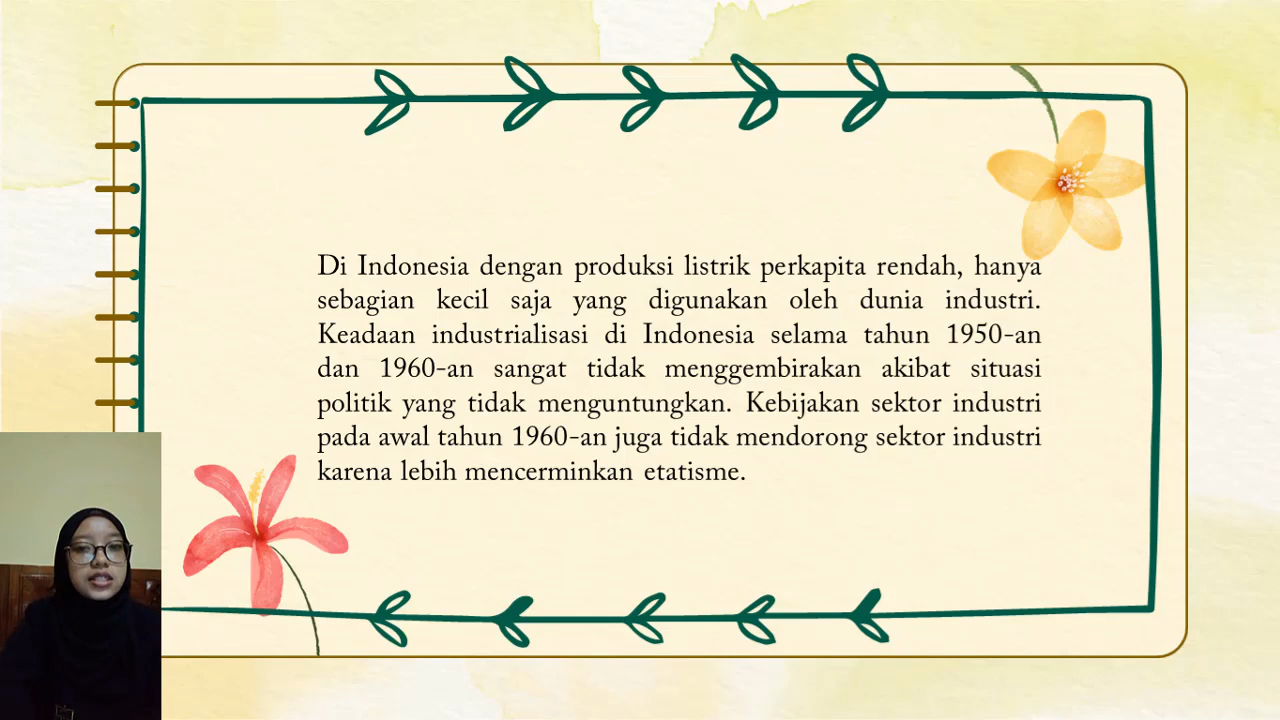 Di Indonesia dengan produksi listrik perkapita rendah, hanya
sebagian kecil saja yang digunakan oleh dunia industri.
Keadaan industrialisasi di Indonesia selama tahun 1950-an
dan 1960-an sangat tidak menggembirakan akibat situasi
politik yang tidak menguntungkan. Kebijakan sektor industri
pada awal tahun 1960-an juga tidak mendorong sektor industri
karena lebih mencerminkan etatisme.